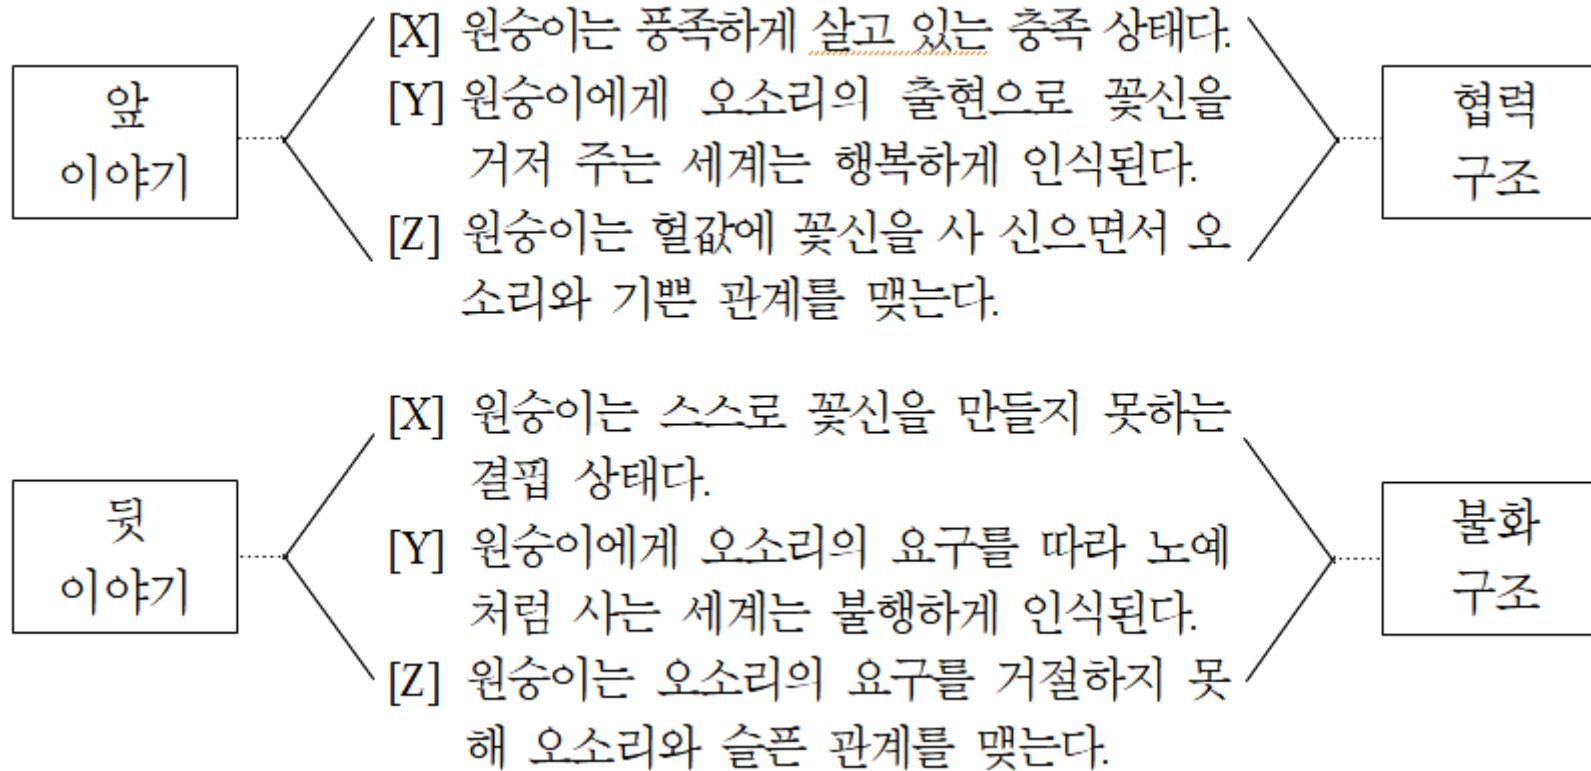 [X] 원숭이는 풍족하게 살고 있는 충족 상태다.
앞
이야기
[Y] 원숭이에게 오소리의 출현으로 꽃신을
거저 주는 세계는 행복하게 인식된다.
[Z] 원숭이는 헐값에 꽃신을 사 신으면서 오
소리와 기쁜 관계를 맺는다.
협력
구조
[X] 원숭이는 스스로 꽃신을 만들지 못하는
결핍 상태다.
뒷
이야기
[Y] 원숭이에게 오소리의 요구를 따라 노예
처럼 사는 세계는 불행하게 인식된다.
[Z] 원숭이는 오소리의 요구를 거절하지 못
해 오소리와 슬픈 관계를 맺는다.
불화
구조